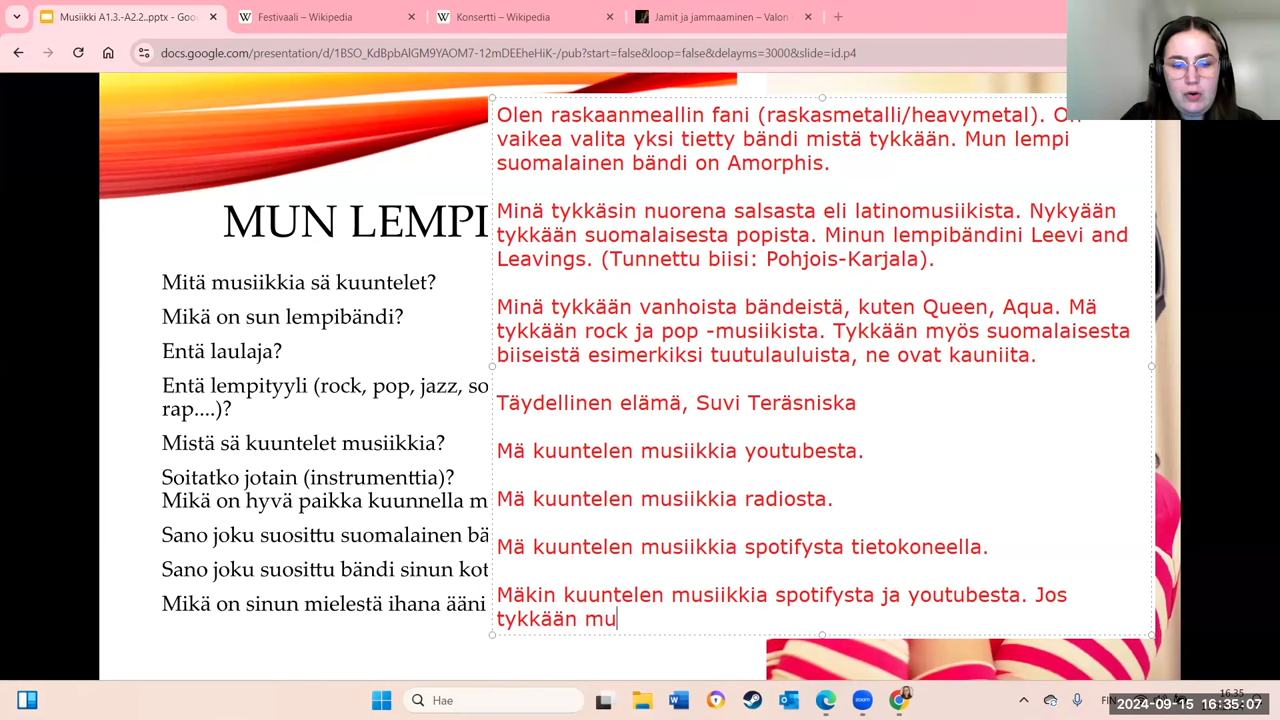 Musiikki A1.3.-A2.2..pptx - Goo
Festivaali – Wikipedia
Konsertti – Wikipedia
Jamit ja jammaaminen – Valon
docs.google.com/presentation/d/1BSO_KdBpbAlGM9YAOM7-12mDEEheHiK-/pub?start=false&loop=false&delayms=3000&slide=id.p4
MUN LEMPI
Mitä musiikkia sä kuuntelet?
Mikä on sun lempibändi?
Entä laulaja?
Entä lempityyli (rock, pop, jazz, so
rap....)?
Mistä sä kuuntelet musiikkia?
Soitatko jotain (instrumenttia)?
Mikä on hyvä paikka kuunnella m
Sano joku suosittu suomalainen bä
Sano joku suosittu bändi sinun kot
Mikä on sinun mielestä ihana ääni
Olen raskaanmeallin fani (raskasmetalli/heavymetal). On
vaikea valita yksi tietty bändi mistä tykkään. Mun lempi
suomalainen bändi on Amorphis.
Minä tykkäsin nuorena salsasta eli latinomusiikista. Nykyään
tykkään suomalaisesta popista. Minun lempibändini Leevi and
Leavings. (Tunnettu biisi: Pohjois-Karjala).
Minä tykkään vanhoista bändeistä, kuten Queen, Aqua. Mä
tykkään rock ja pop -musiikista. Tykkään myös suomalaisesta
biiseistä esimerkiksi tuutulauluista, ne ovat kauniita.
Täydellinen elämä, Suvi Teräsniska
Mä kuuntelen musiikkia youtubesta.
Mä kuuntelen musiikkia radiosta.
Mä kuuntelen musiikkia spotifysta tietokoneella.
Mäkin kuuntelen musiikkia spotifysta ja youtubesta. Jos
tykkään mu
Hae
zoom
FIN
16.35
2024-09-15 16:35:07